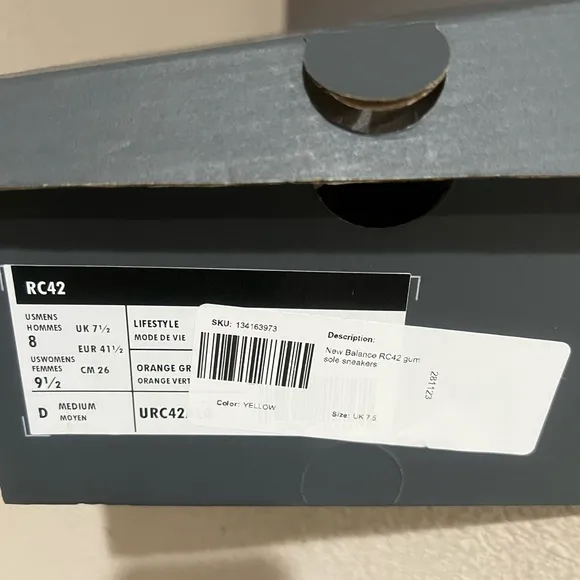 RC42
USMENS
HOMMES
8
UK 7½
EUR 41½
USWOMENS
FEMMES
9½
CM 26
D MEDIUM
MOYEN
LIFESTYLE
MODE DE VIE
ORANGE GR
ORANGE VERT
URC42
SKU: 134163973
Color: YELLOW
Description:
New Balance RC42 gum
sole sneakers
Size: UK 7.5
281123